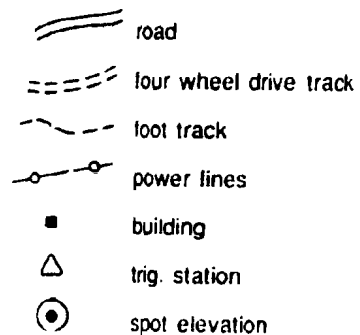 road
four wheel drive track
foot track
power lines
building
trig. station
spot elevation